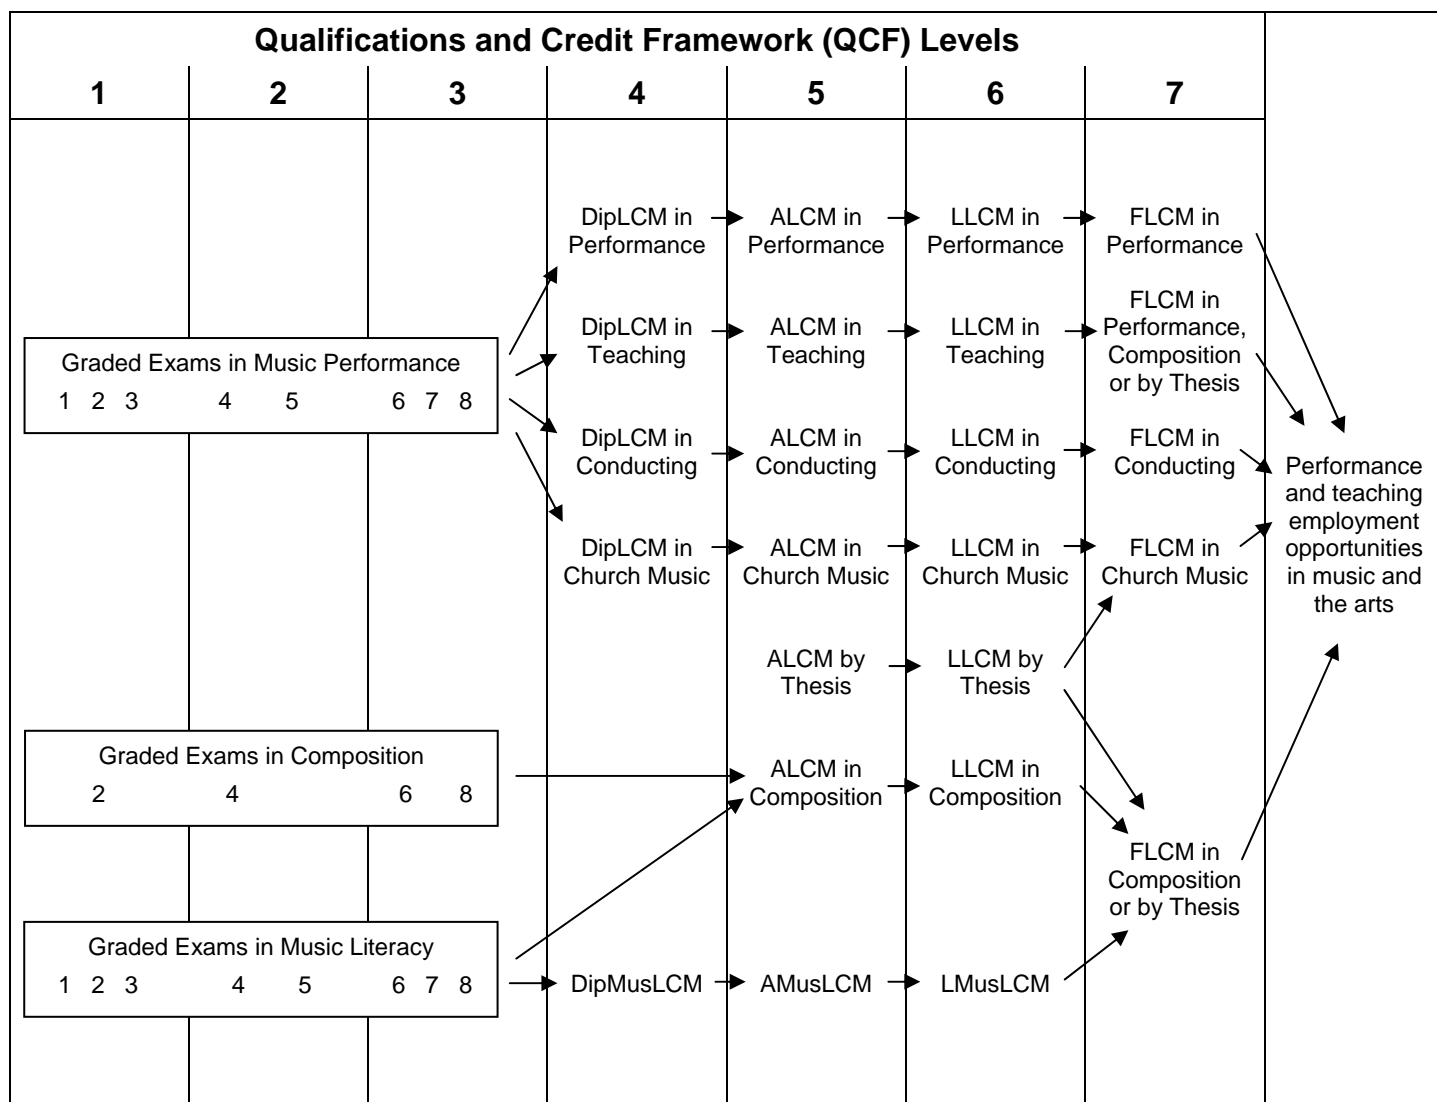 Qualifications and Credit Framework (QCF) Levels
1 2 3 4 5 6 7
DipLCM in
Performance
ALCM in
Performance
LLCM in
Performance
FLCM in
Performance
Graded Exams in Music Performance
1 2 3 4 5 6 7 8
DipLCM in
Teaching
ALCM in
Teaching
LLCM in
Teaching
FLCM in
Performance,
Composition
or by Thesis
DipLCM in
Conducting
ALCM in
Conducting
LLCM in
Conducting
FLCM in
Conducting
DipLCM in
Church Music
ALCM in
Church Music
LLCM in
Church Music
FLCM in
Church Music
Performance
and teaching
employment
opportunities
in music and
the arts
ALCM by
Thesis
LLCM by
Thesis
Graded Exams in Composition
2 4 6 8
ALCM in
Composition
LLCM in
Composition
FLCM in
Composition
or by Thesis
Graded Exams in Music Literacy
1 2 3 4 5 6 7 8
DipMusLCM
AMusLCM
LMusLCM